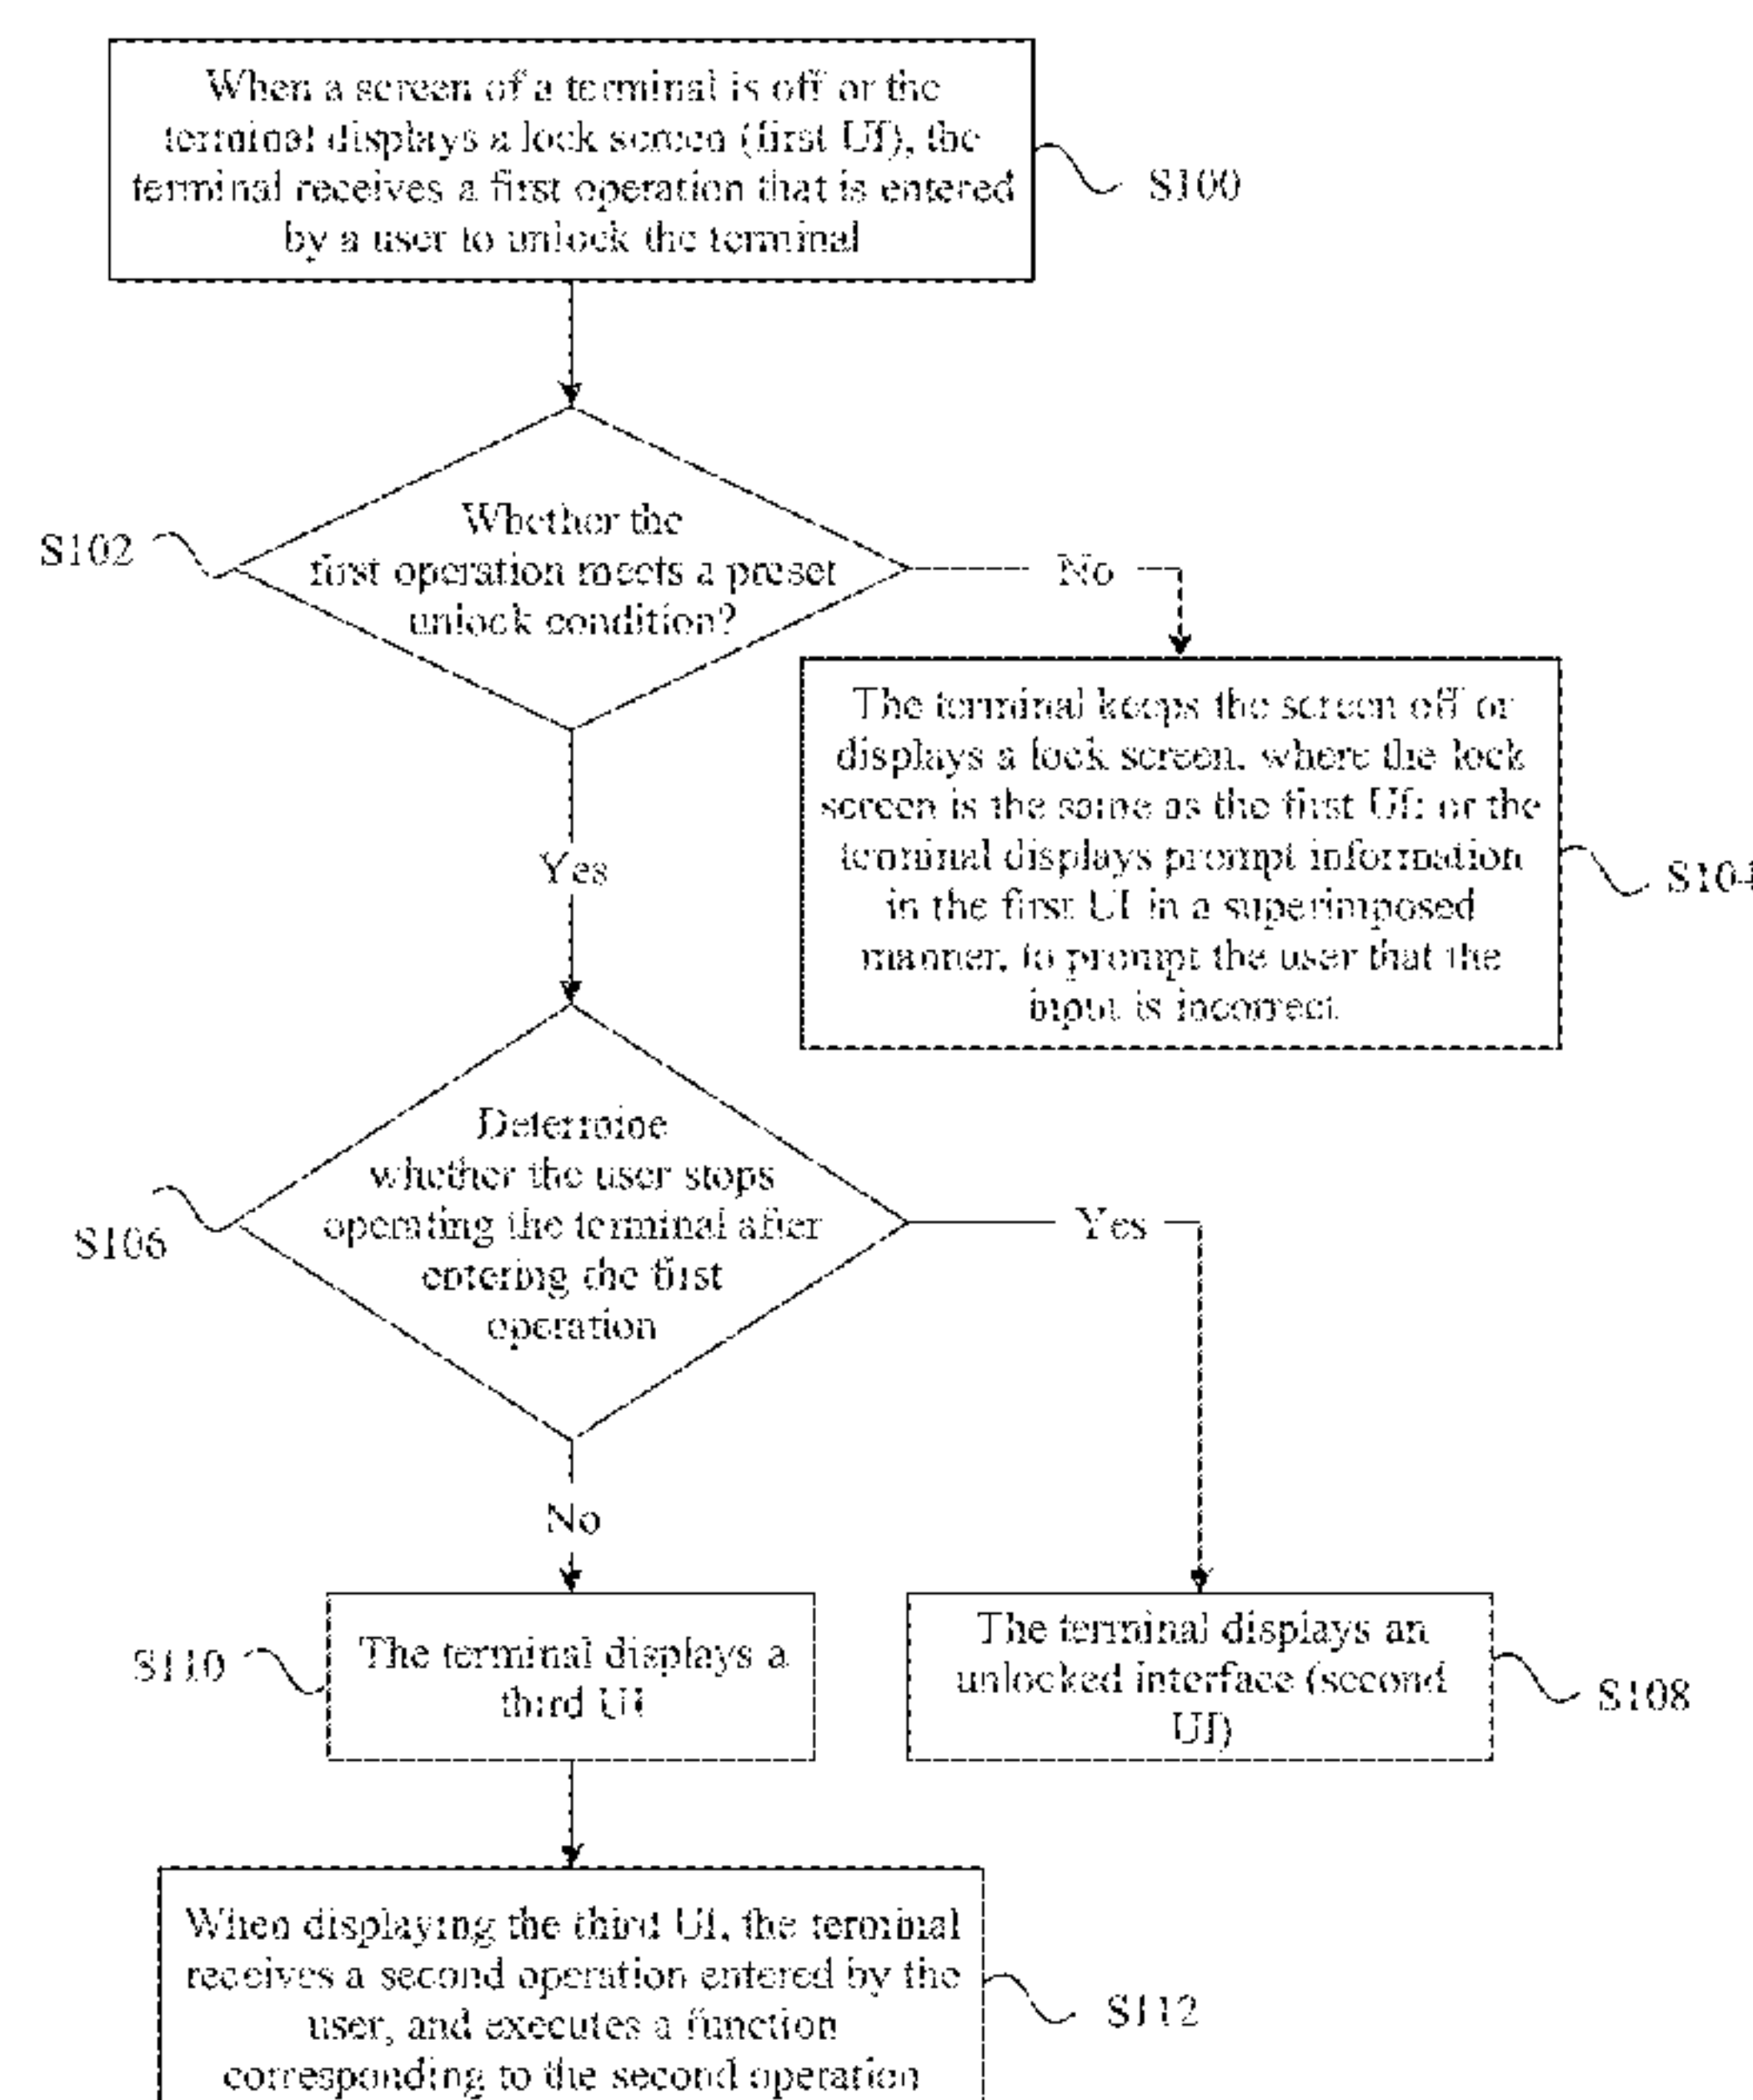 When a screen of a terminal is off or the
terminal displays a lock screen (first UI), the
terminal receives a first operation that is entered
by a user to unlock the terminal
S100
Whether the
first operation meets a preset
unlock condition?
S102
No
The terminal keeps the screen off or
displays a lock screen, where the lock
screen is the same as the first UI; or the
terminal displays prompt information
in the first UI in a superimposed
manner, to prompt the user that the
input is incorrect
S104
Yes
Determine
whether the user stops
operating the terminal after
entering the first
operation
S106
Yes
No
The terminal displays a
third UI
S110
The terminal displays an
unlocked interface (second
UI)
S108
When displaying the third UI, the terminal
receives a second operation entered by the
user, and executes a function
corresponding to the second operation
S112